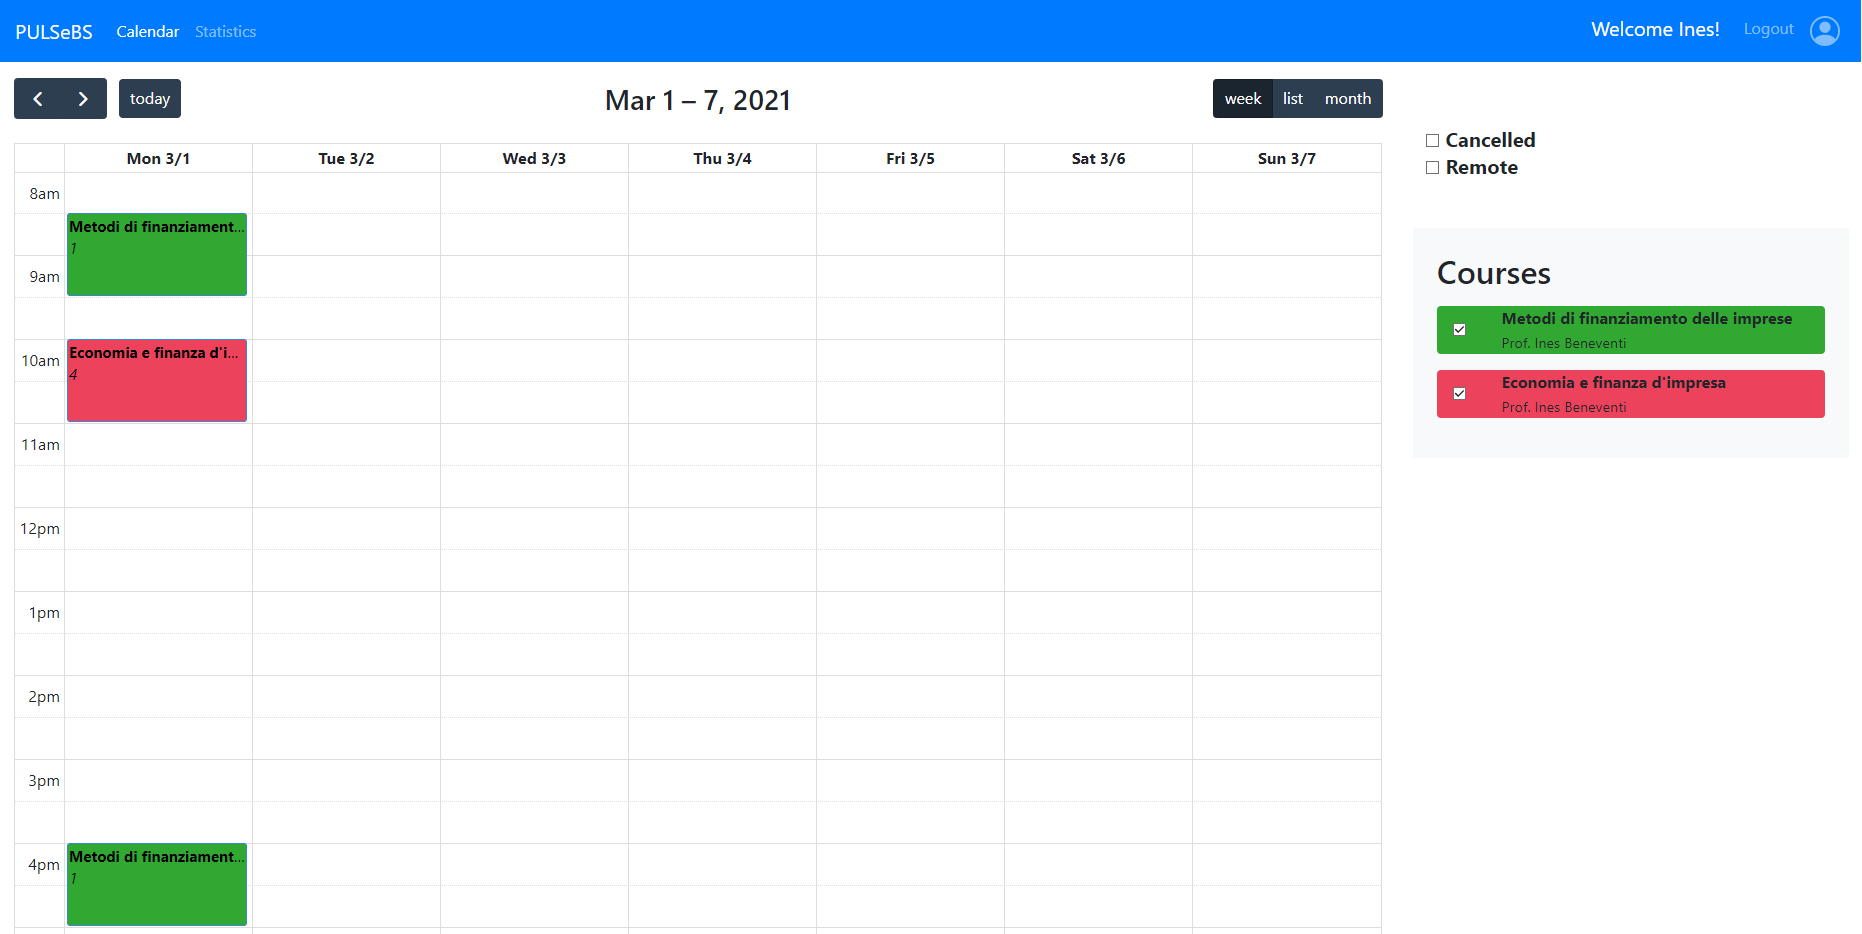 PULSeBS Calendar Statistics Welcome Ines! Logout
today Mar 1 – 7, 2021 week list month
Mon 3/1 Tue 3/2 Wed 3/3 Thu 3/4 Fri 3/5 Sat 3/6 Sun 3/7
8am
Metodi di finanziament...
1
9am
Economia e finanza d'i...
10am
4
11am
12pm
1pm
2pm
3pm
Metodi di finanziament...
4pm
1
Cancelled
Remote
Courses
Metodi di finanziamento delle imprese
Prof. Ines Beneventi
Economia e finanza d'impresa
Prof. Ines Beneventi